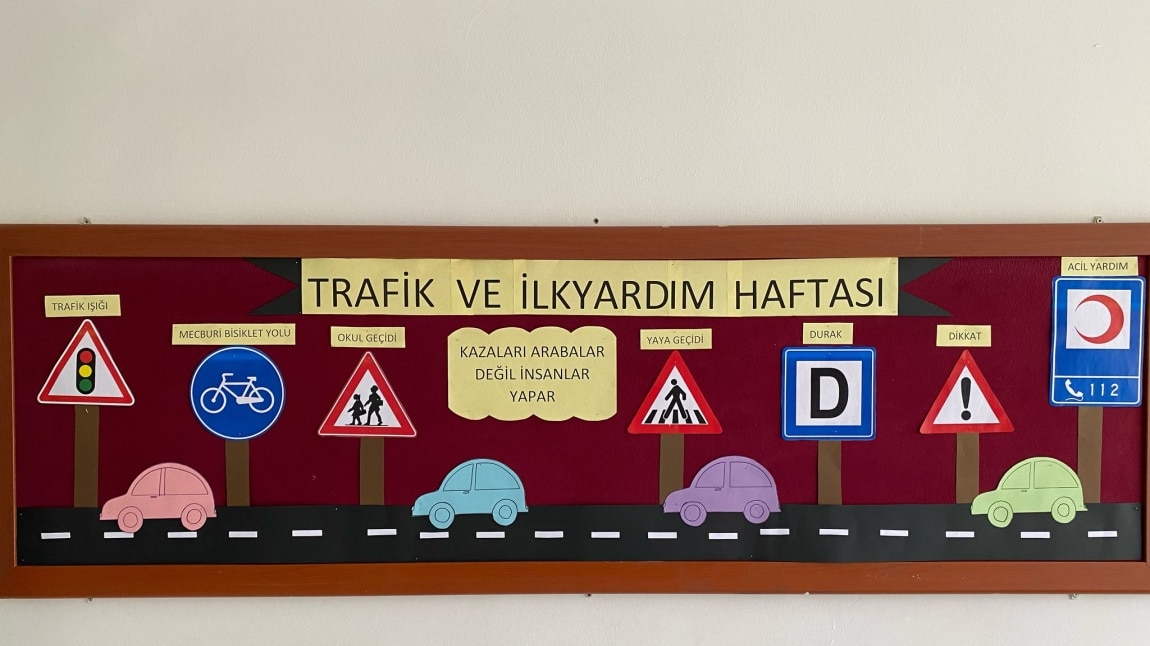 TRAFİK VE İLKYARDIM HAFTASI
TRAFİK IŞIĞI
MECBURİ BİSİKLET YOLU
OKUL GEÇİDİ
KAZALARI ARABALAR
DEĞİL İNSANLAR
YAPAR
YAYA GEÇİDİ
DURAK
D
DİKKAT
!
ACİL YARDIM
112